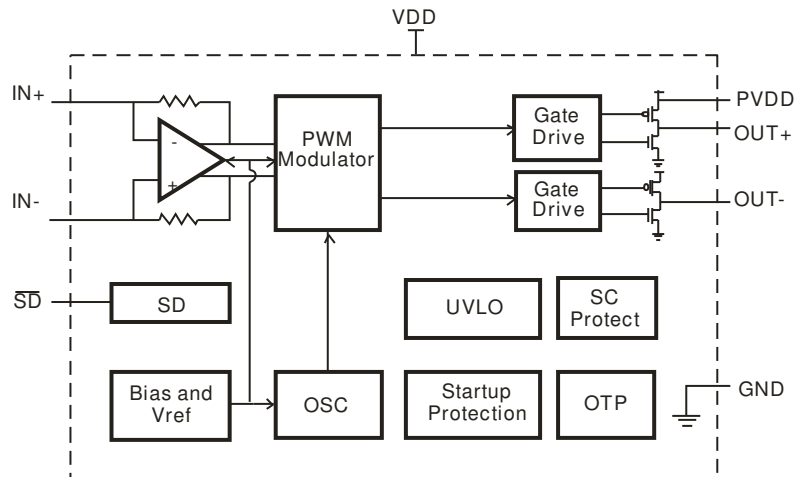 VDD
IN+
PVDD
OUT+
PWM
Modulator
Gate
Drive
-
+
IN-
Gate
Drive
OUT-
SD
SD
UVLO
SC
Protect
Bias and
Vref
OSC
Startup
Protection
OTP
GND